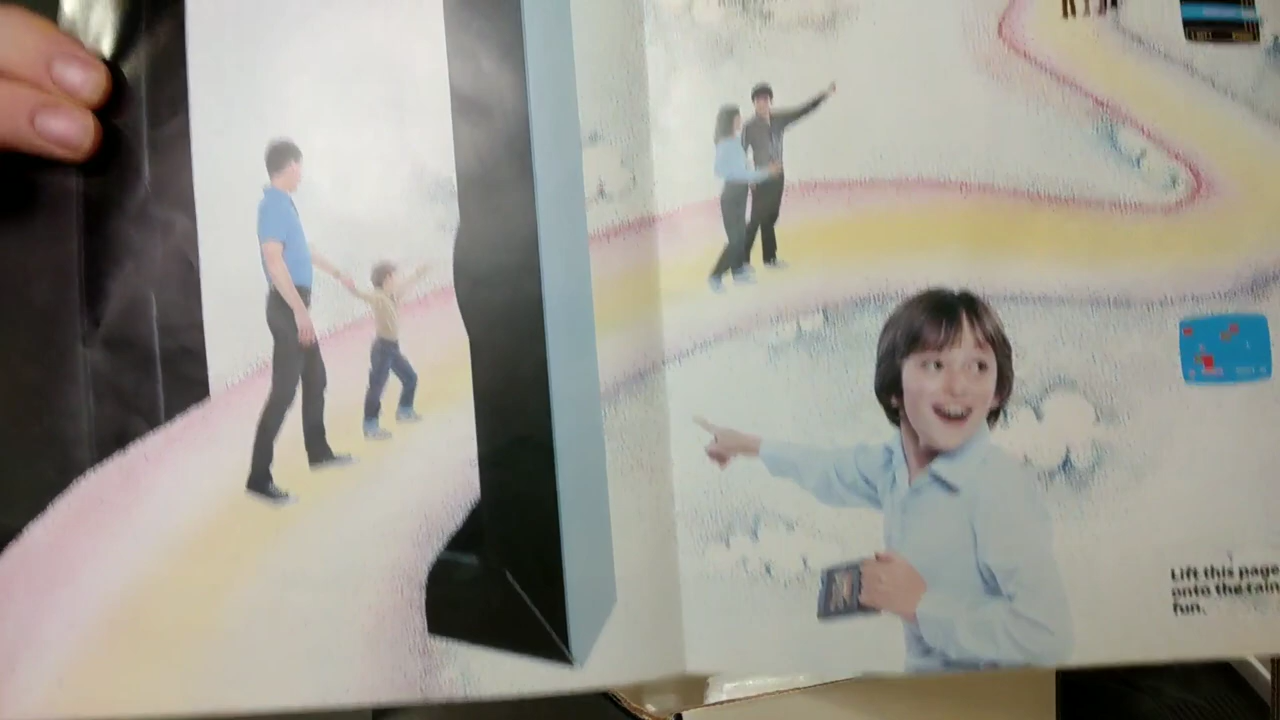 Lift this page
onto the rain
fun.